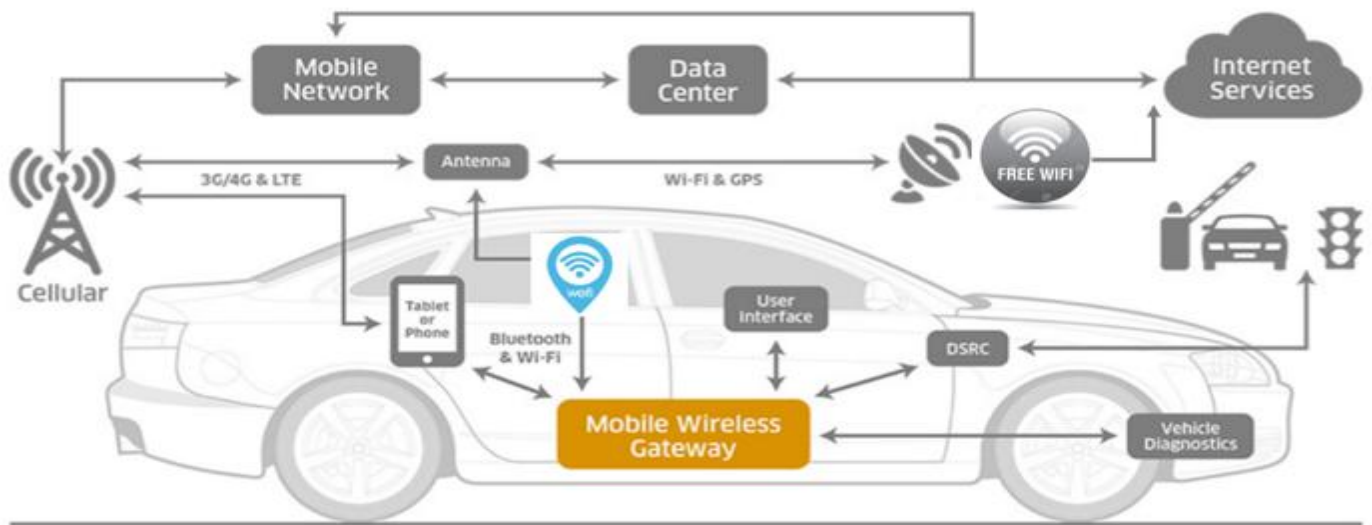 Mobile
Network
Data
Center
Internet
Services
Antenna
3G/4G & LTE
Wi-Fi & GPS
FREE WIFI
Cellular
wofi
Tablet
or
Phone
Bluetooth
& Wi-Fi
User
Interface
DSRC
Mobile Wireless
Gateway
Vehicle
Diagnostics